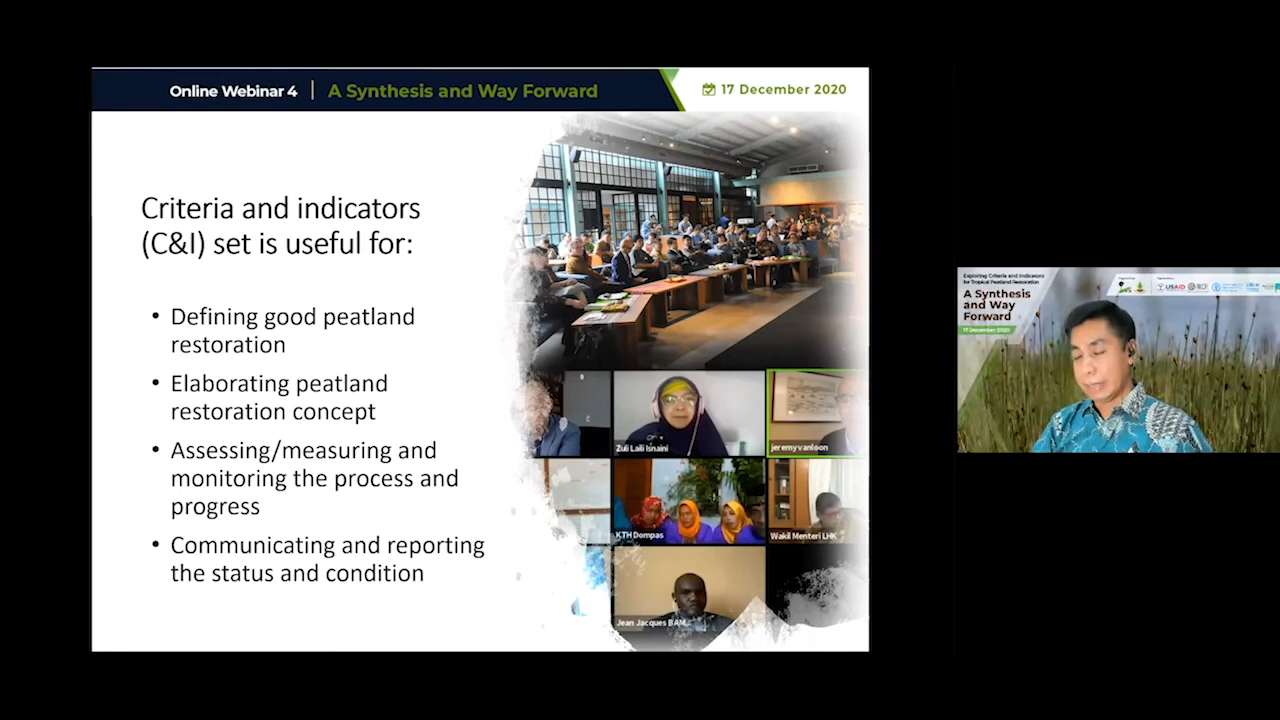 Online Webinar 4 | A Synthesis and Way Forward
17 December 2020
Criteria and indicators
(C&I) set is useful for:
• Defining good peatland
restoration
• Elaborating peatland
restoration concept
• Assessing/measuring and
monitoring the process and
progress
• Communicating and reporting
the status and condition
Zuli Laili Isnaini
jeremyvanloon
KTH Dompas
Wakil Menteri LHK
Jean Jacques BAM...
Exploring Criteria and Indicators
for Tropical Peatland Restoration
A Synthesis
and Way
Forward
17 December 2020
USAID